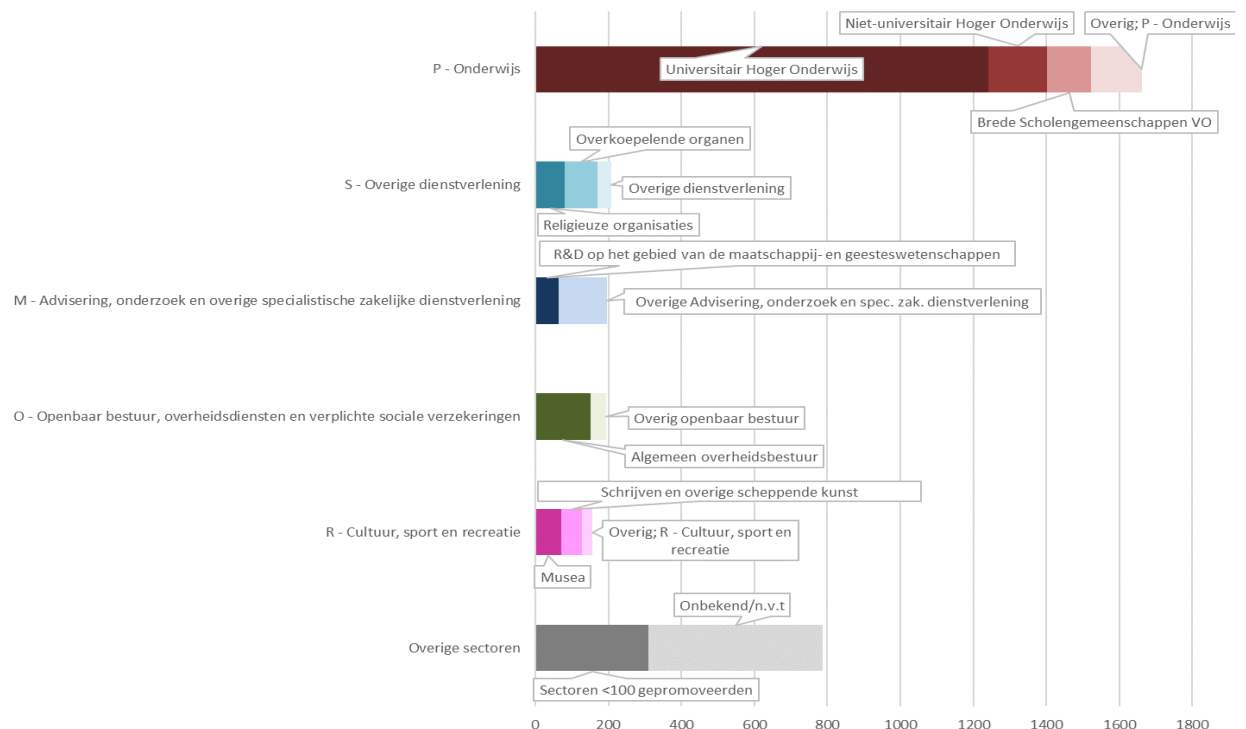 Niet-universitair Hoger Onderwijs
Overig; P - Onderwijs
P - Onderwijs
Universitair Hoger Onderwijs
Brede Scholengemeenschappen VO
Overkoepelende organen
S - Overige dienstverlening
Overige dienstverlening
Religieuze organisaties
R&D op het gebied van de maatschappij- en geesteswetenschappen
M - Advisering, onderzoek en overige specialistische zakelijke dienstverlening
Overige Advisering, onderzoek en spec. zak. dienstverlening
O - Openbaar bestuur, overheidsdiensten en verplichte sociale verzekeringen
Overig openbaar bestuur
Algemeen overheidsbestuur
Schrijven en overige scheppende kunst
R - Cultuur, sport en recreatie
Overig; R - Cultuur, sport en
recreatie
Musea
Onbekend/n.v.t
Overige sectoren
Sectoren <100 gepromoveerden
0 200 400 600 800 1000 1200 1400 1600 1800